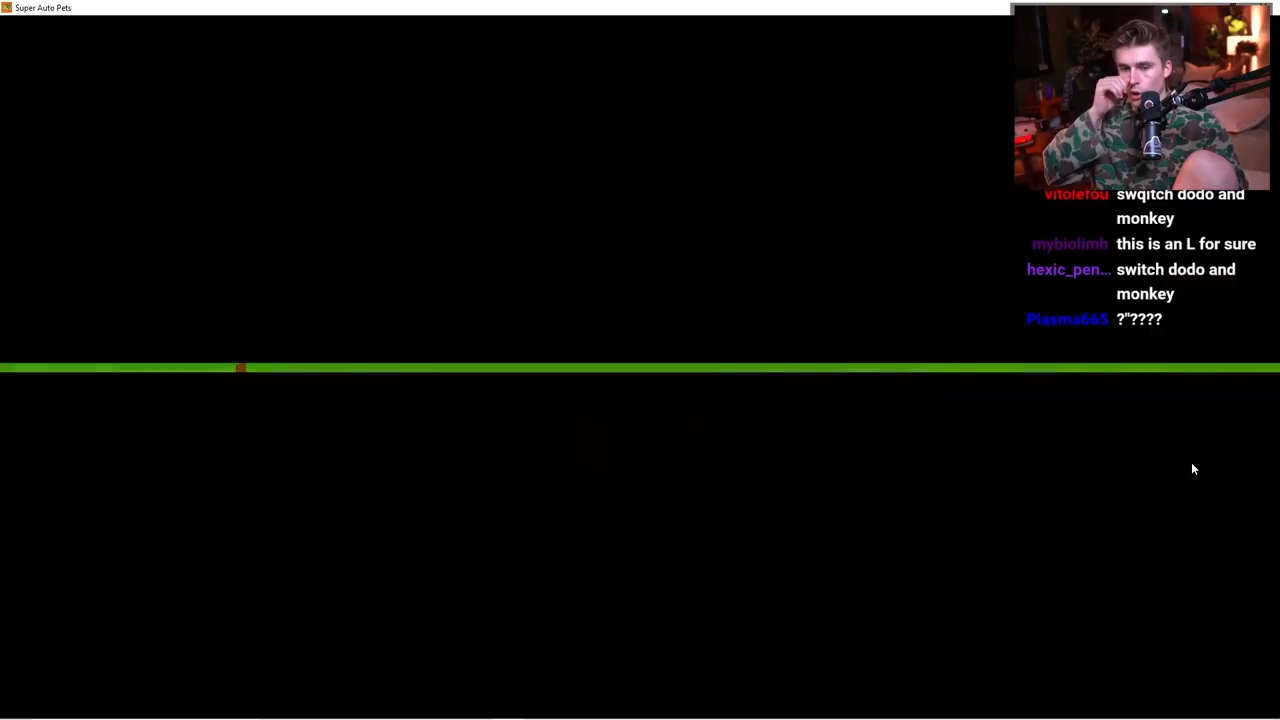 Super Auto Pets
vitolefou swqitch dodo and
monkey
mybiolimb this is an L for sure
hexic_pen... switch dodo and
monkey
Plasma665 ?"????